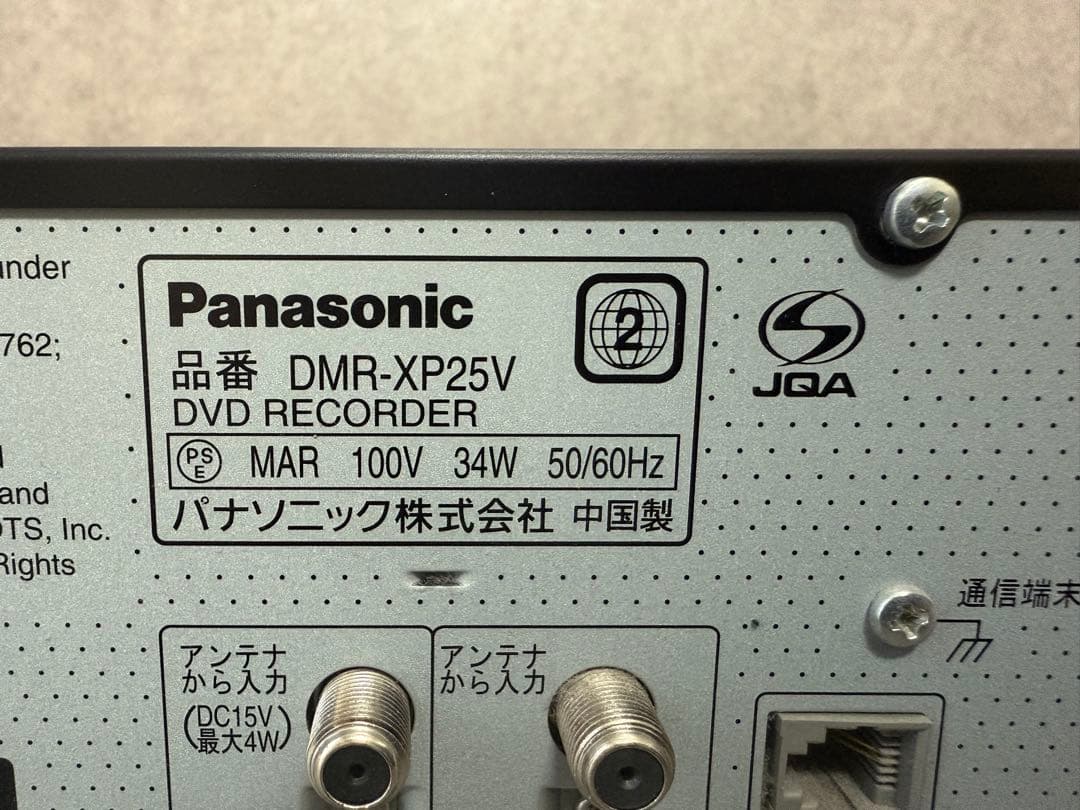 under
762;
and
DTS, Inc.
Rights
Panasonic
2
品番 DMR-XP25V
DVD RECORDER
PS
E
MAR 100V 34W 50/60Hz
パナソニック株式会社 中国製
JQA
通信端末
アンテナ
から入力
(DC15V
最大4W)
アンテナ
から入力